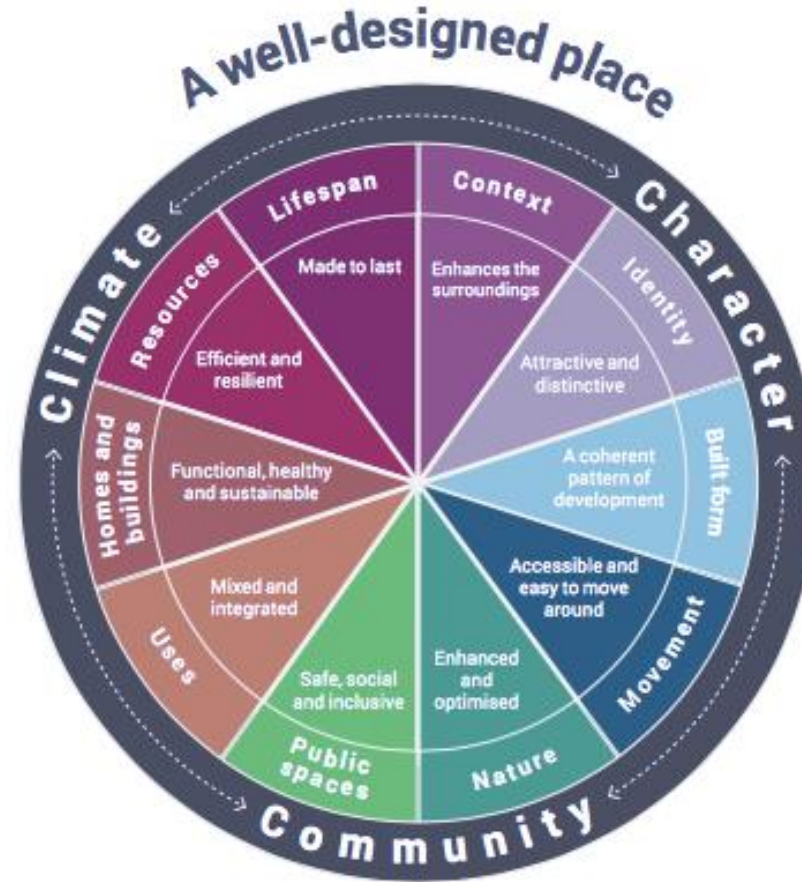 A well-designed place
Climate
Character
Community
Context
Enhances the
surroundings
Identity
Attractive and
distinctive
Built form
A coherent
pattern of
development
Movement
Accessible and
easy to move
around
Nature
Enhanced
and
optimised
Public
spaces
Safe, social
and inclusive
Uses
Mixed and
integrated
Homes and
buildings
Functional, healthy
and sustainable
Resources
Efficient and
resilient
Lifespan
Made to last